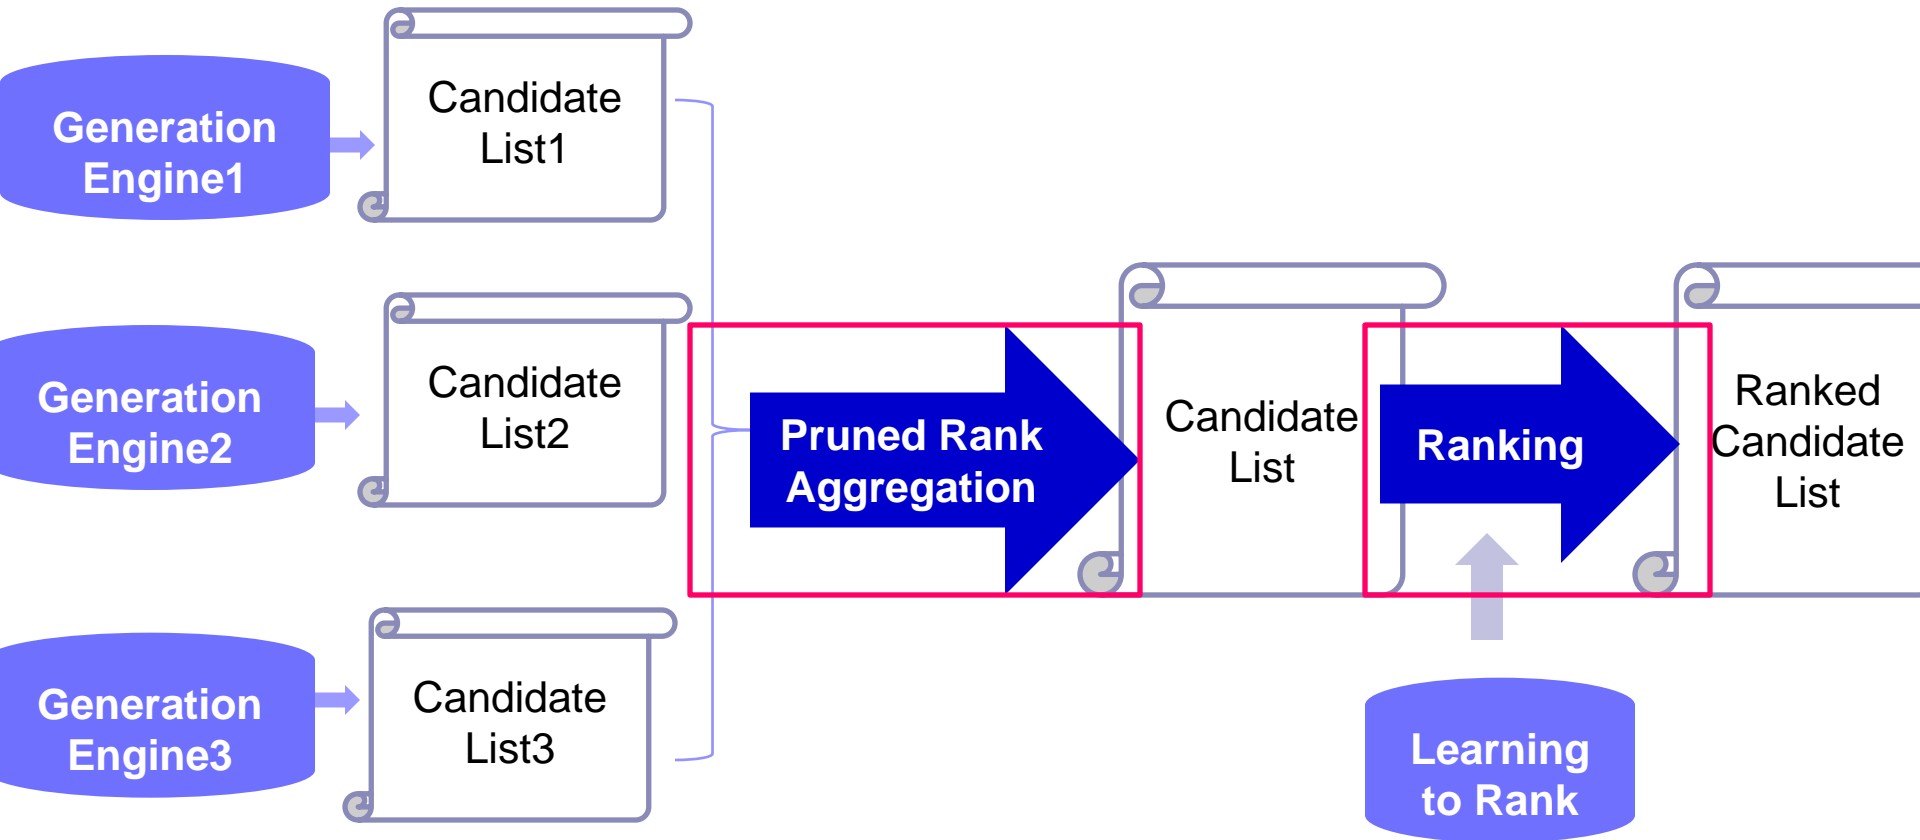 Generation
Engine1
Candidate
List1
Generation
Engine2
Candidate
List2
Generation
Engine3
Candidate
List3
Pruned Rank
Aggregation
Candidate
List
Ranking
Ranked
Candidate
List
Learning
to Rank